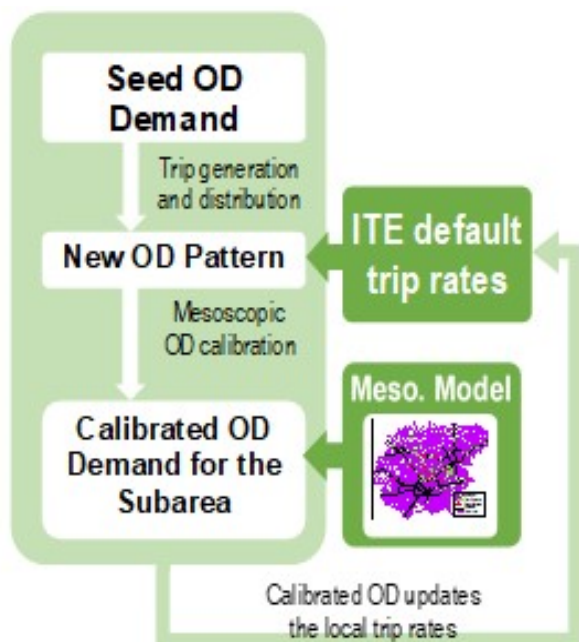 Seed OD
Demand
Trip generation
and distribution
New OD Pattern
ITE default
trip rates
Mesoscopic
OD calibration
Meso. Model
Calibrated OD
Demand for the
Subarea
Calibrated OD updates
the local trip rates